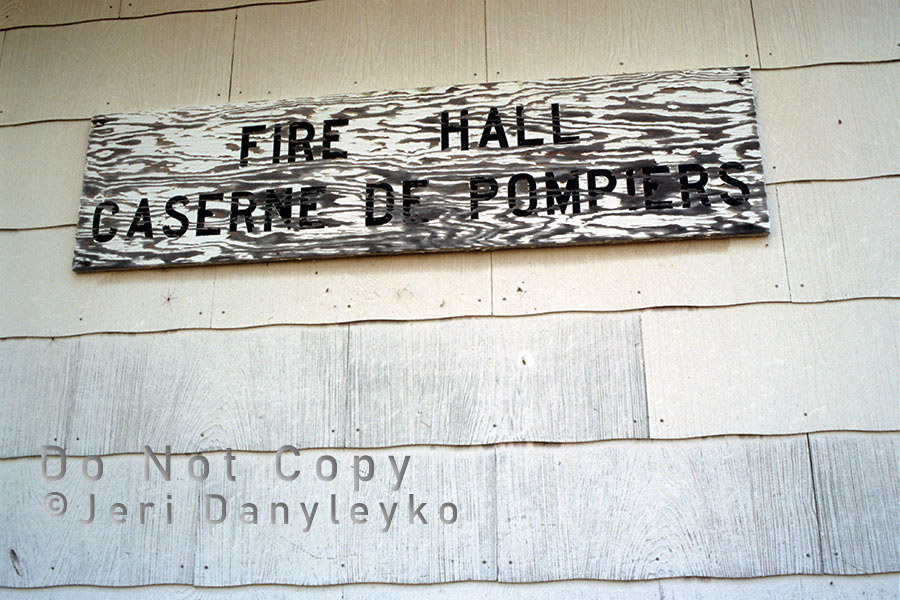 FIRE HALL
CASERNE DE POMPIERS
Do Not Copy
©Jeri Danyleyko